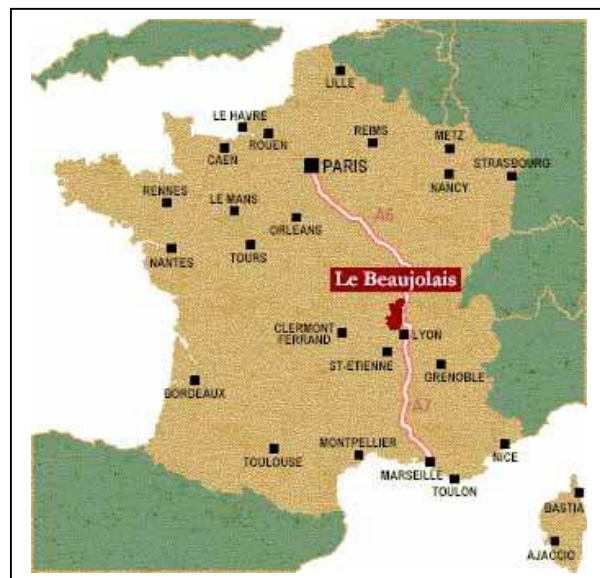 LILLE
LE HAVRE
ROUEN
REIMS
METZ
CAEN
PARIS
STRASBOURG
NANCY
RENNES
LE MANS
A6
ORLEANS
NANTES
TOURS
Le Beaujolais
CLERMONT
FERRAND
LYON
ST-ETIENNE
GRENOBLE
BORDEAUX
A7
MONTPELLIER
NICE
TOULOUSE
MARSEILLE
TOULON
BASTIA
AJACCIO